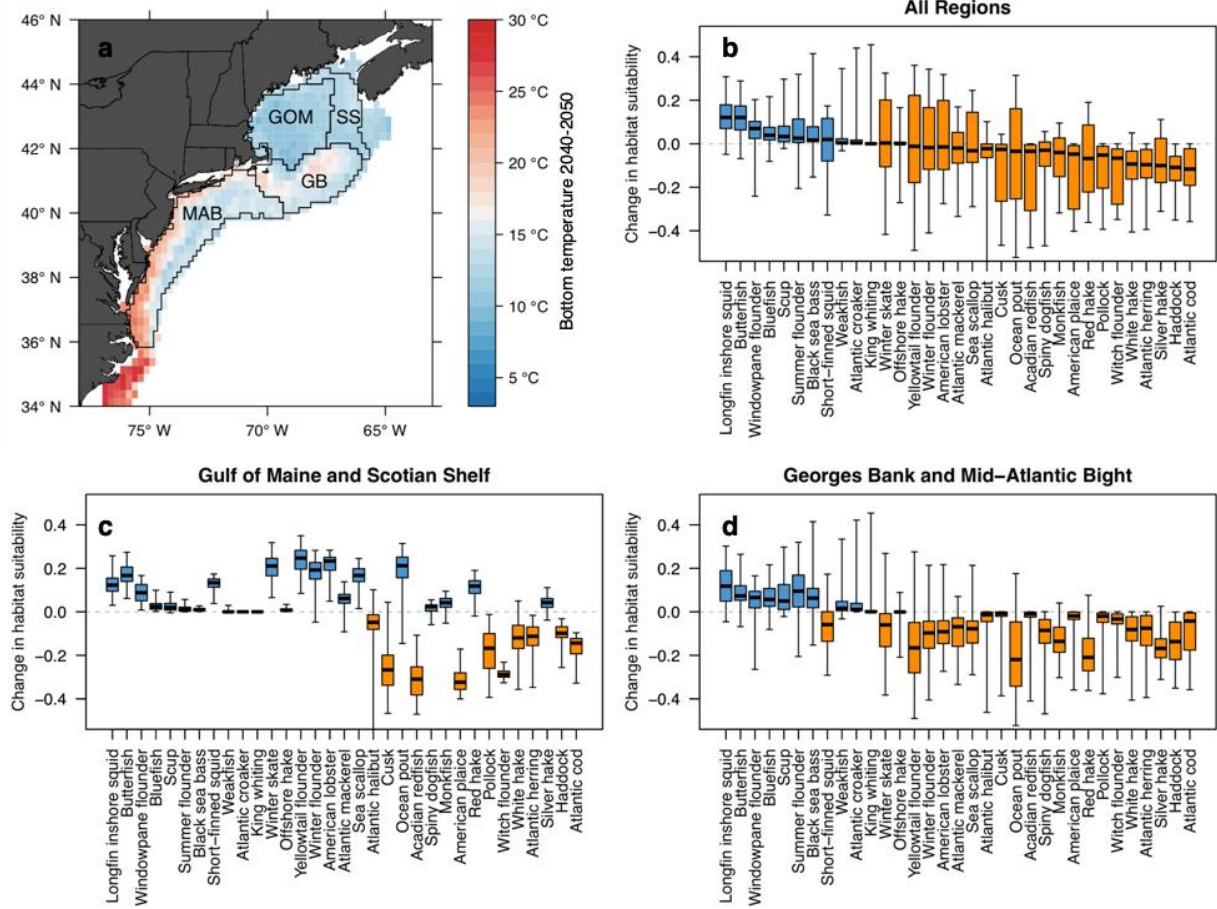 46° N
44° N
42° N
40° N
38° N
36° N
34° N
75° W
70° W
65° W
a
GOM
SS
GB
MAB
30 °C
25 °C
20 °C
15 °C
10 °C
5 °C
Bottom temperature 2040-2050
All Regions
b
Change in habitat suitability
0.4
0.2
0.0
−0.2
−0.4
Longfin inshore squid
Butterfish
Windowpane flounder
Bluefish
Scup
Summer flounder
Black sea bass
Short−finned squid
Weakfish
Atlantic croaker
King whiting
Winter skate
Offshore hake
Yellowtail flounder
Winter flounder
American lobster
Atlantic mackerel
Sea scallop
Atlantic halibut
Cusk
Ocean pout
Acadian redfish
Spiny dogfish
Monkfish
American plaice
Red hake
Pollock
Witch flounder
White hake
Atlantic herring
Silver hake
Haddock
Atlantic cod
Gulf of Maine and Scotian Shelf
c
Change in habitat suitability
0.4
0.2
0.0
−0.2
−0.4
Longfin inshore squid
Butterfish
Windowpane flounder
Bluefish
Scup
Summer flounder
Black sea bass
Short−finned squid
Weakfish
Atlantic croaker
King whiting
Winter skate
Offshore hake
Yellowtail flounder
Winter flounder
American lobster
Atlantic mackerel
Sea scallop
Atlantic halibut
Cusk
Ocean pout
Acadian redfish
Spiny dogfish
Monkfish
American plaice
Red hake
Pollock
Witch flounder
White hake
Atlantic herring
Silver hake
Haddock
Atlantic cod
Georges Bank and Mid−Atlantic Bight
d
Change in habitat suitability
0.4
0.2
0.0
−0.2
−0.4
Longfin inshore squid
Butterfish
Windowpane flounder
Bluefish
Scup
Summer flounder
Black sea bass
Short−finned squid
Weakfish
Atlantic croaker
King whiting
Winter skate
Offshore hake
Yellowtail flounder
Winter flounder
American lobster
Atlantic mackerel
Sea scallop
Atlantic halibut
Cusk
Ocean pout
Acadian redfish
Spiny dogfish
Monkfish
American plaice
Red hake
Pollock
Witch flounder
White hake
Atlantic herring
Silver hake
Haddock
Atlantic cod